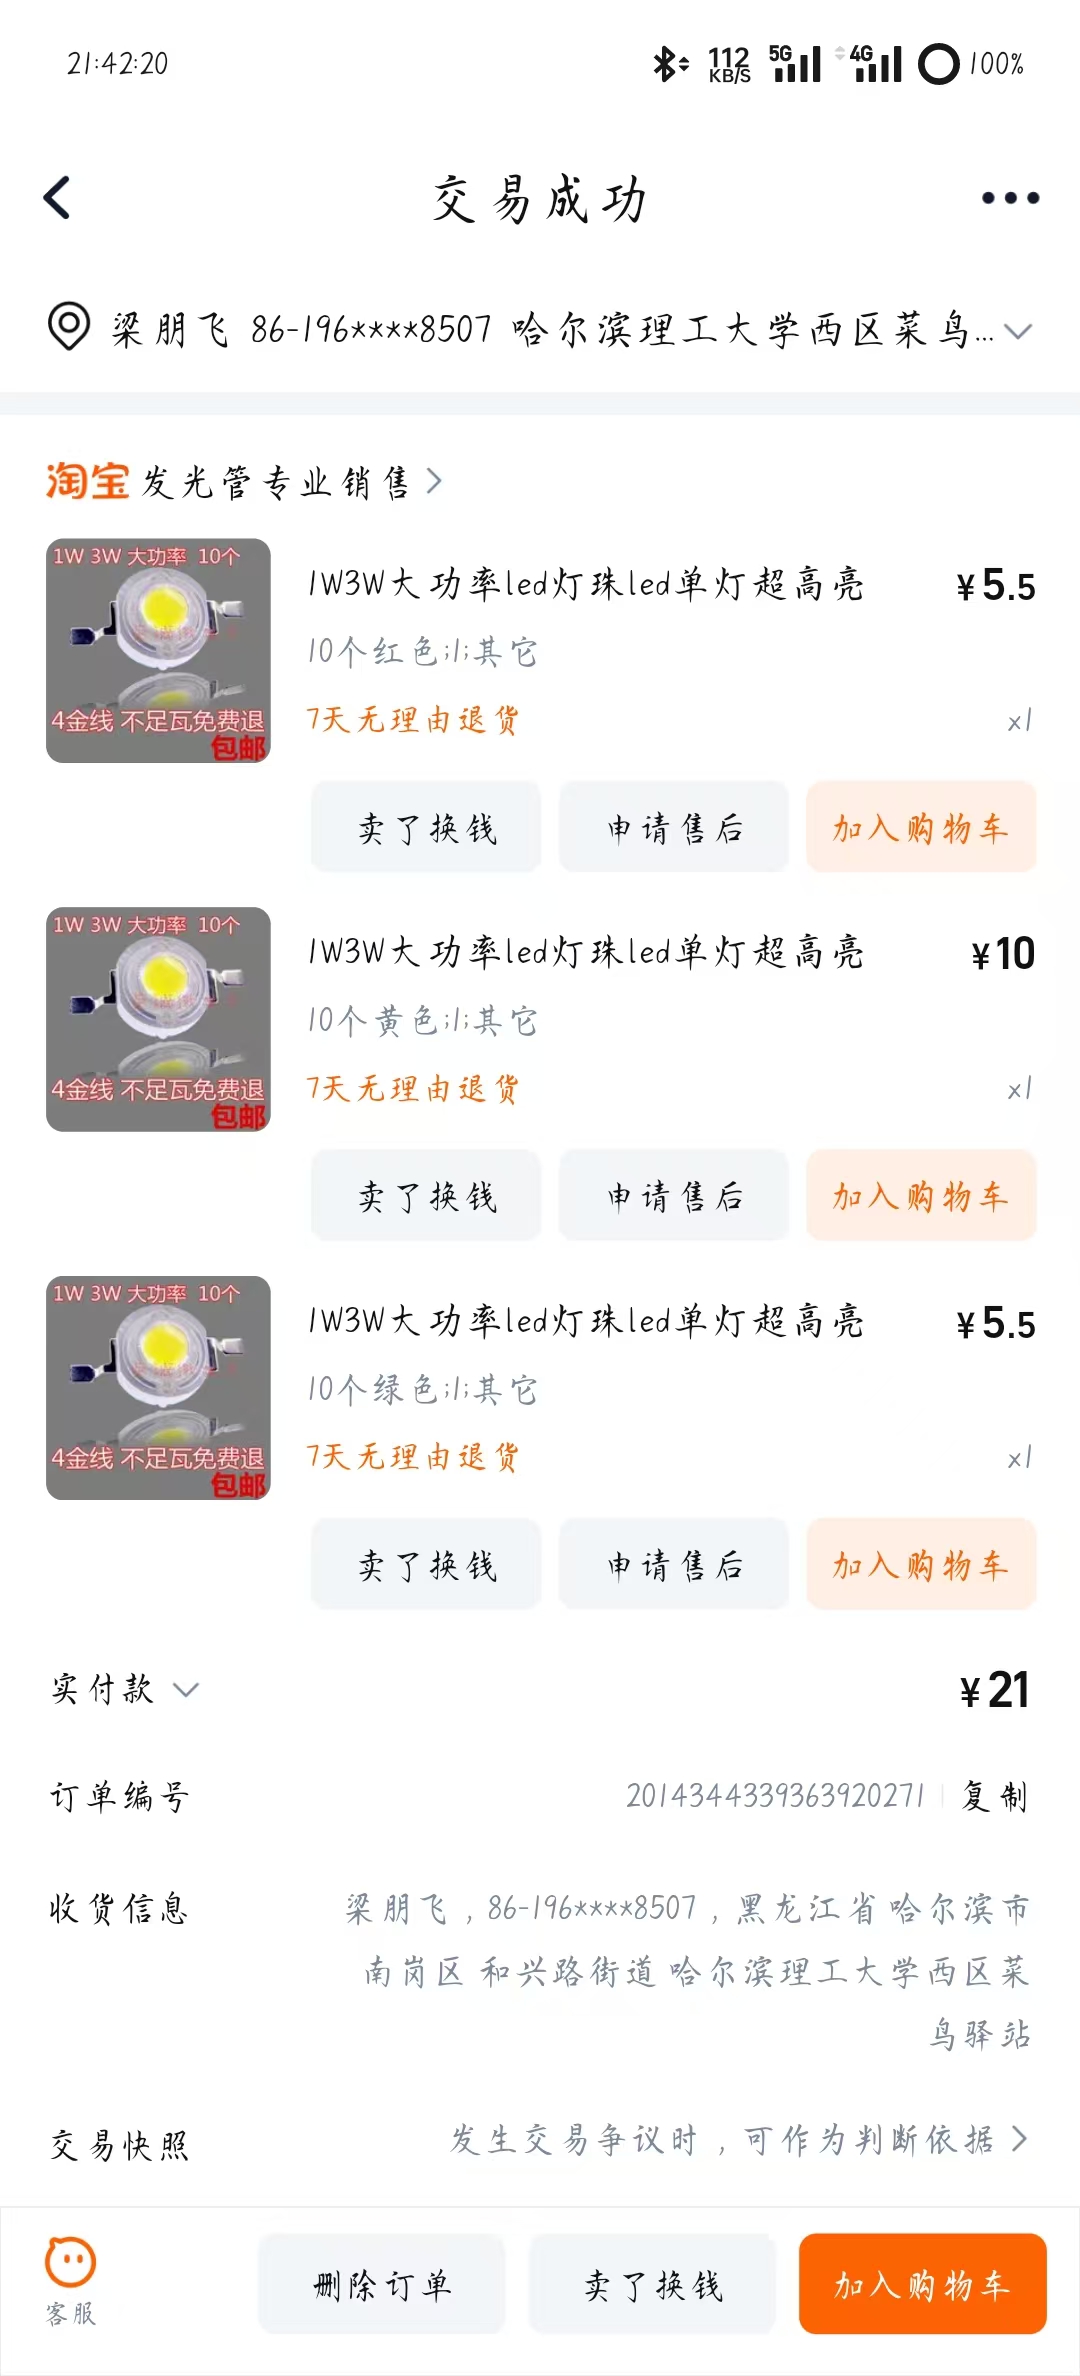 21:42:20 112 KB/S 5G 4G 100%
交易成功
梁朋飞 86-196****8507 哈尔滨理工大学西区菜鸟...
淘宝 发光管专业销售
1W 3W 大功率 10个
4金线 不足瓦免费退
包邮
1W3W大功率led灯珠led单灯超高亮 ¥5.5
10个红色;1;其它
7天无理由退货 x1
卖了换钱 申请售后 加入购物车
1W 3W 大功率 10个
4金线 不足瓦免费退
包邮
1W3W大功率led灯珠led单灯超高亮 ¥10
10个黄色;1;其它
7天无理由退货 x1
卖了换钱 申请售后 加入购物车
1W 3W 大功率 10个
4金线 不足瓦免费退
包邮
1W3W大功率led灯珠led单灯超高亮 ¥5.5
10个绿色;1;其它
7天无理由退货 x1
卖了换钱 申请售后 加入购物车
实付款 ¥21
订单编号 2014344339363920271 复制
收货信息 梁朋飞，86-196****8507，黑龙江省哈尔滨市
南岗区 和兴路街道 哈尔滨理工大学西区菜
鸟驿站
交易快照 发生交易争议时，可作为判断依据
客服 删除订单 卖了换钱 加入购物车